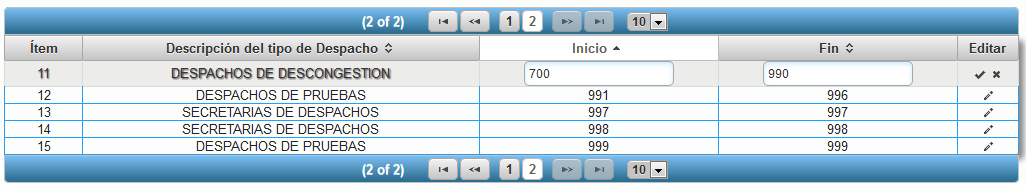 (2 of 2) 1 2 10
Ítem Descripción del tipo de Despacho Inicio Fin Editar
11 DESPACHOS DE DESCONGESTION 700 990
12 DESPACHOS DE PRUEBAS 991 996
13 SECRETARIAS DE DESPACHOS 997 997
14 SECRETARIAS DE DESPACHOS 998 998
15 DESPACHOS DE PRUEBAS 999 999
(2 of 2) 1 2 10